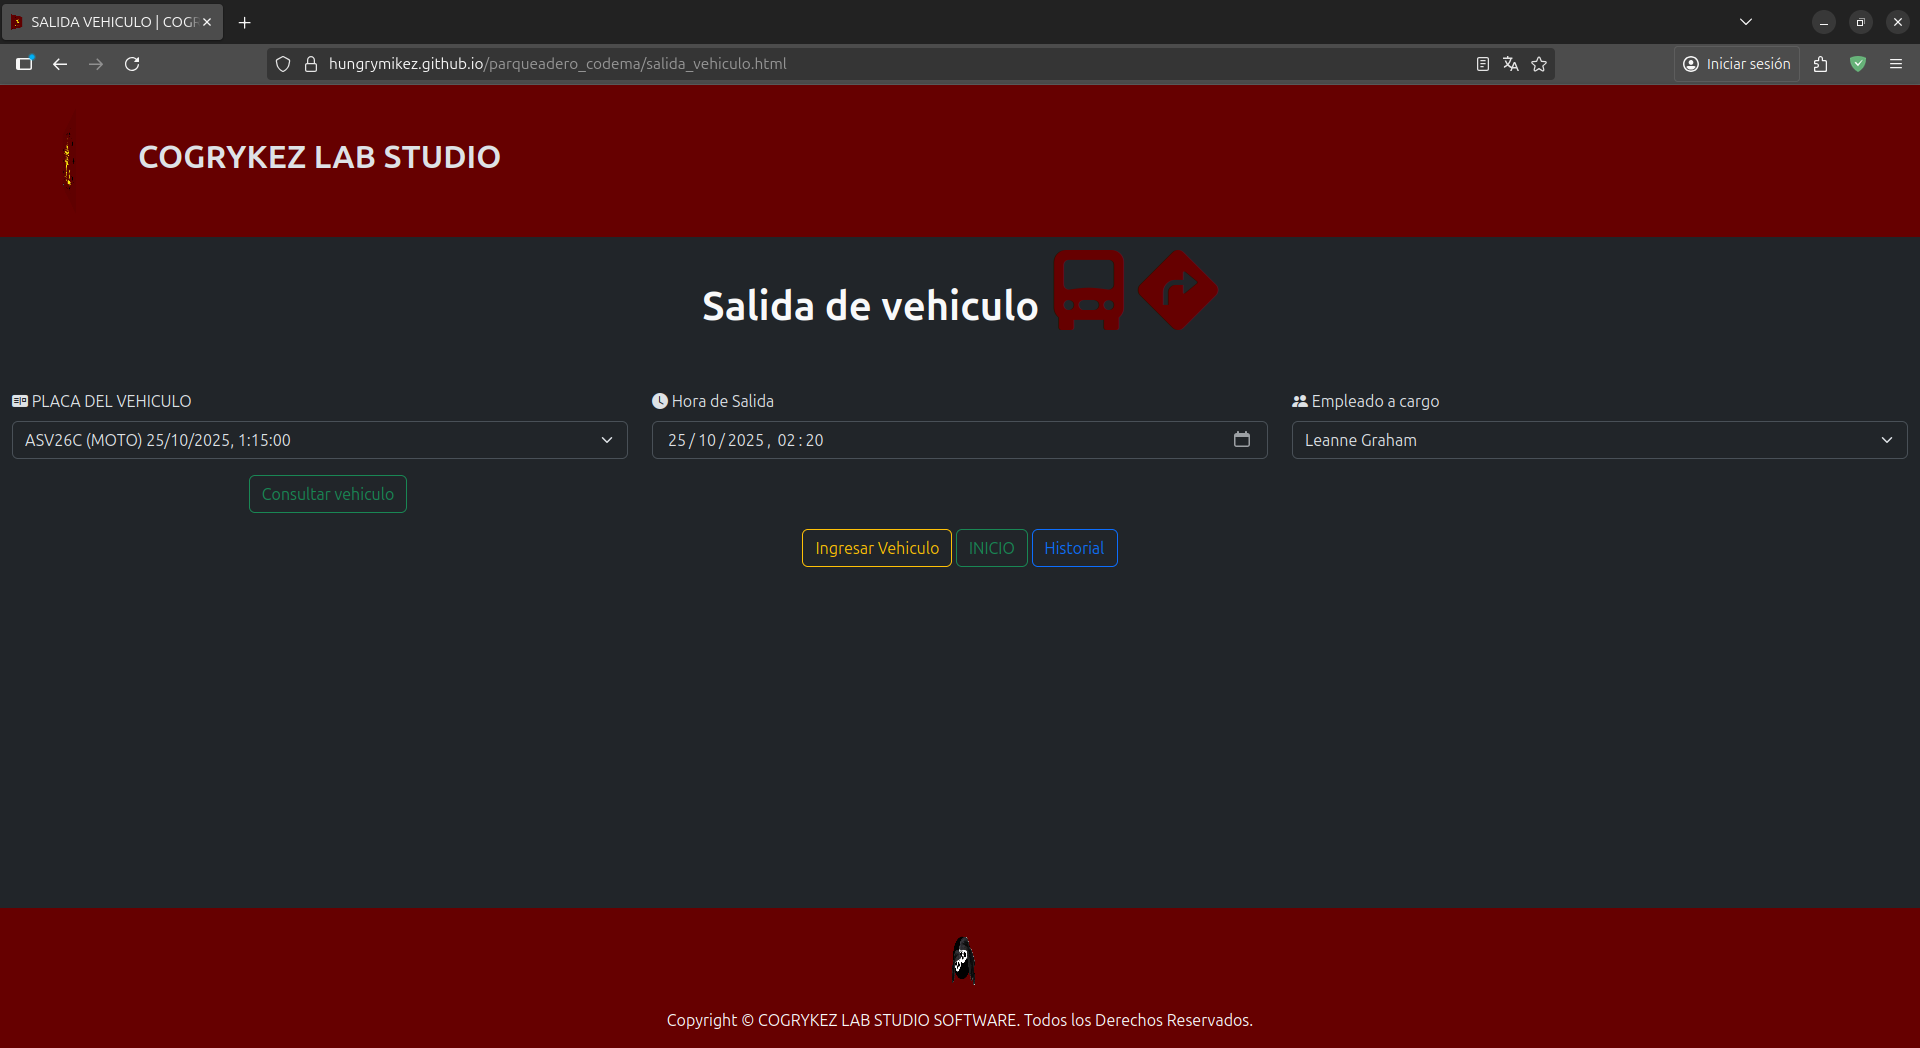 SALIDA VEHICULO | COGR
hungrymikez.github.io/parqueadero_codema/salida_vehiculo.html
Iniciar sesión
COGRYKEZ LAB STUDIO
Salida de vehiculo
PLACA DEL VEHICULO
ASV26C (MOTO) 25/10/2025, 1:15:00
Consultar vehiculo
Hora de Salida
25/10/2025, 02:20
Empleado a cargo
Leanne Graham
Ingresar Vehiculo INICIO Historial
Copyright © COGRYKEZ LAB STUDIO SOFTWARE. Todos los Derechos Reservados.